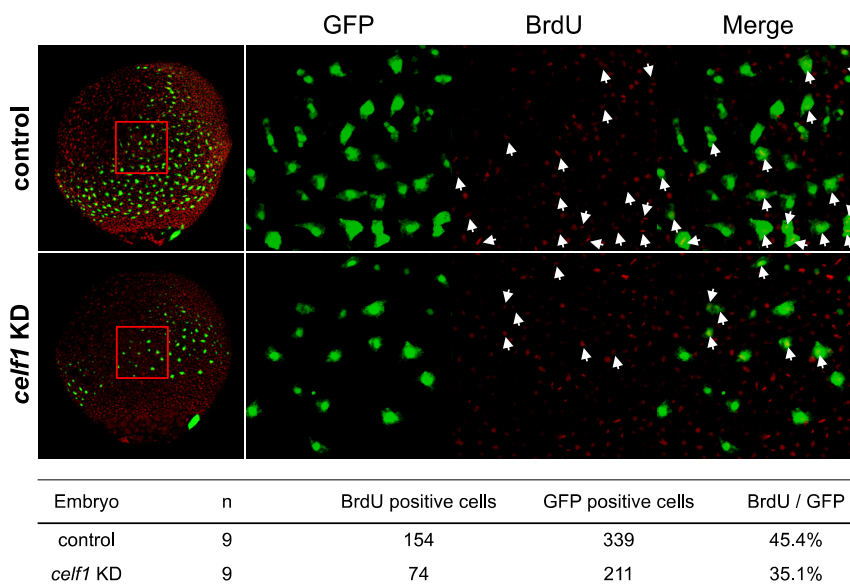 GFP BrdU Merge
control
celf1 KD
Embryo n BrdU positive cells GFP positive cells BrdU / GFP
control 9 154 339 45.4%
celf1 KD 9 74 211 35.1%